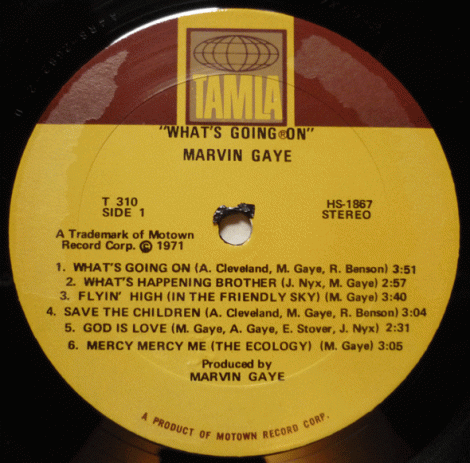 TAMLA
"WHAT'S GOING ℗ ON"
MARVIN GAYE
T 310
SIDE 1
HS-1867
STEREO
A Trademark of Motown
Record Corp. © 1971
1. WHAT'S GOING ON (A. Cleveland, M. Gaye, R. Benson) 3:51
2. WHAT'S HAPPENING BROTHER (J. Nyx, M. Gaye) 2:57
3. FLYIN' HIGH (IN THE FRIENDLY SKY) (M. Gaye) 3:40
4. SAVE THE CHILDREN (A. Cleveland, M. Gaye, R. Benson) 3:04
5. GOD IS LOVE (M. Gaye, A. Gaye, E. Stover, J. Nyx) 2:31
6. MERCY MERCY ME (THE ECOLOGY) (M. Gaye) 3:05
Produced by
MARVIN GAYE
A PRODUCT OF MOTOWN RECORD CORP.